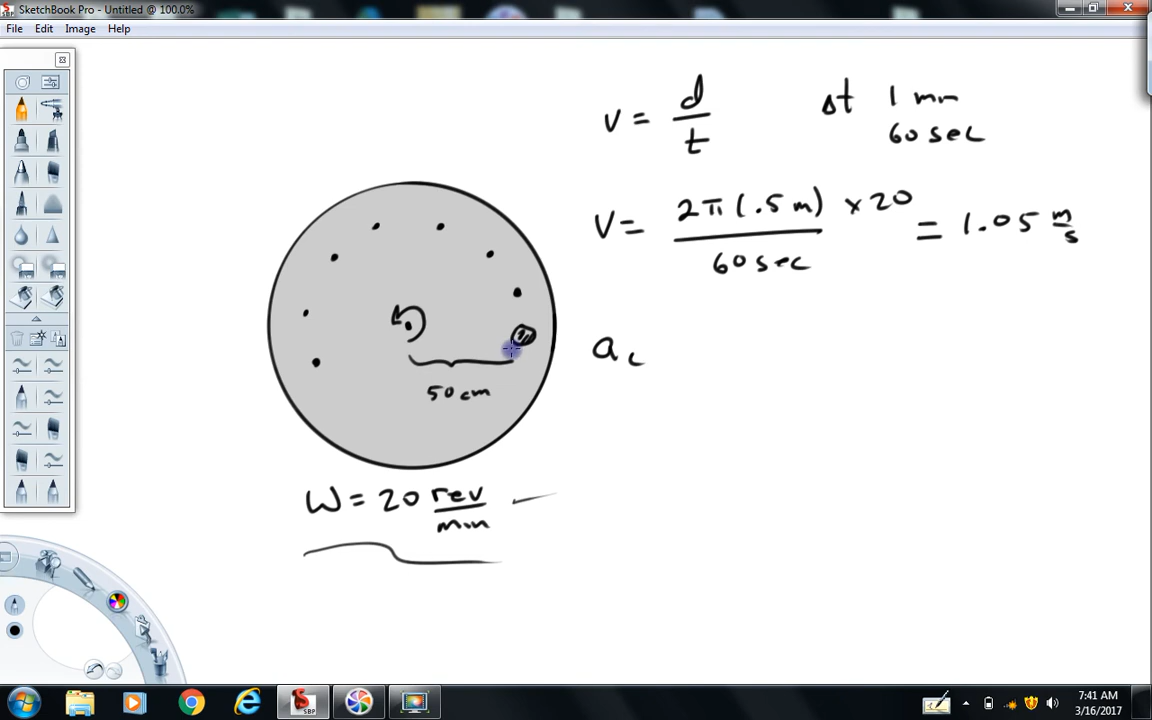 SketchBook Pro - Untitled @ 100.0%
File Edit Image Help
v = d / t
Δt 1 min
60 sec
V = 2π (.5 m) × 20 / 60 sec = 1.05 m/s
a c
50 cm
W = 20 rev / min
SBP
7:41 AM
3/16/2017